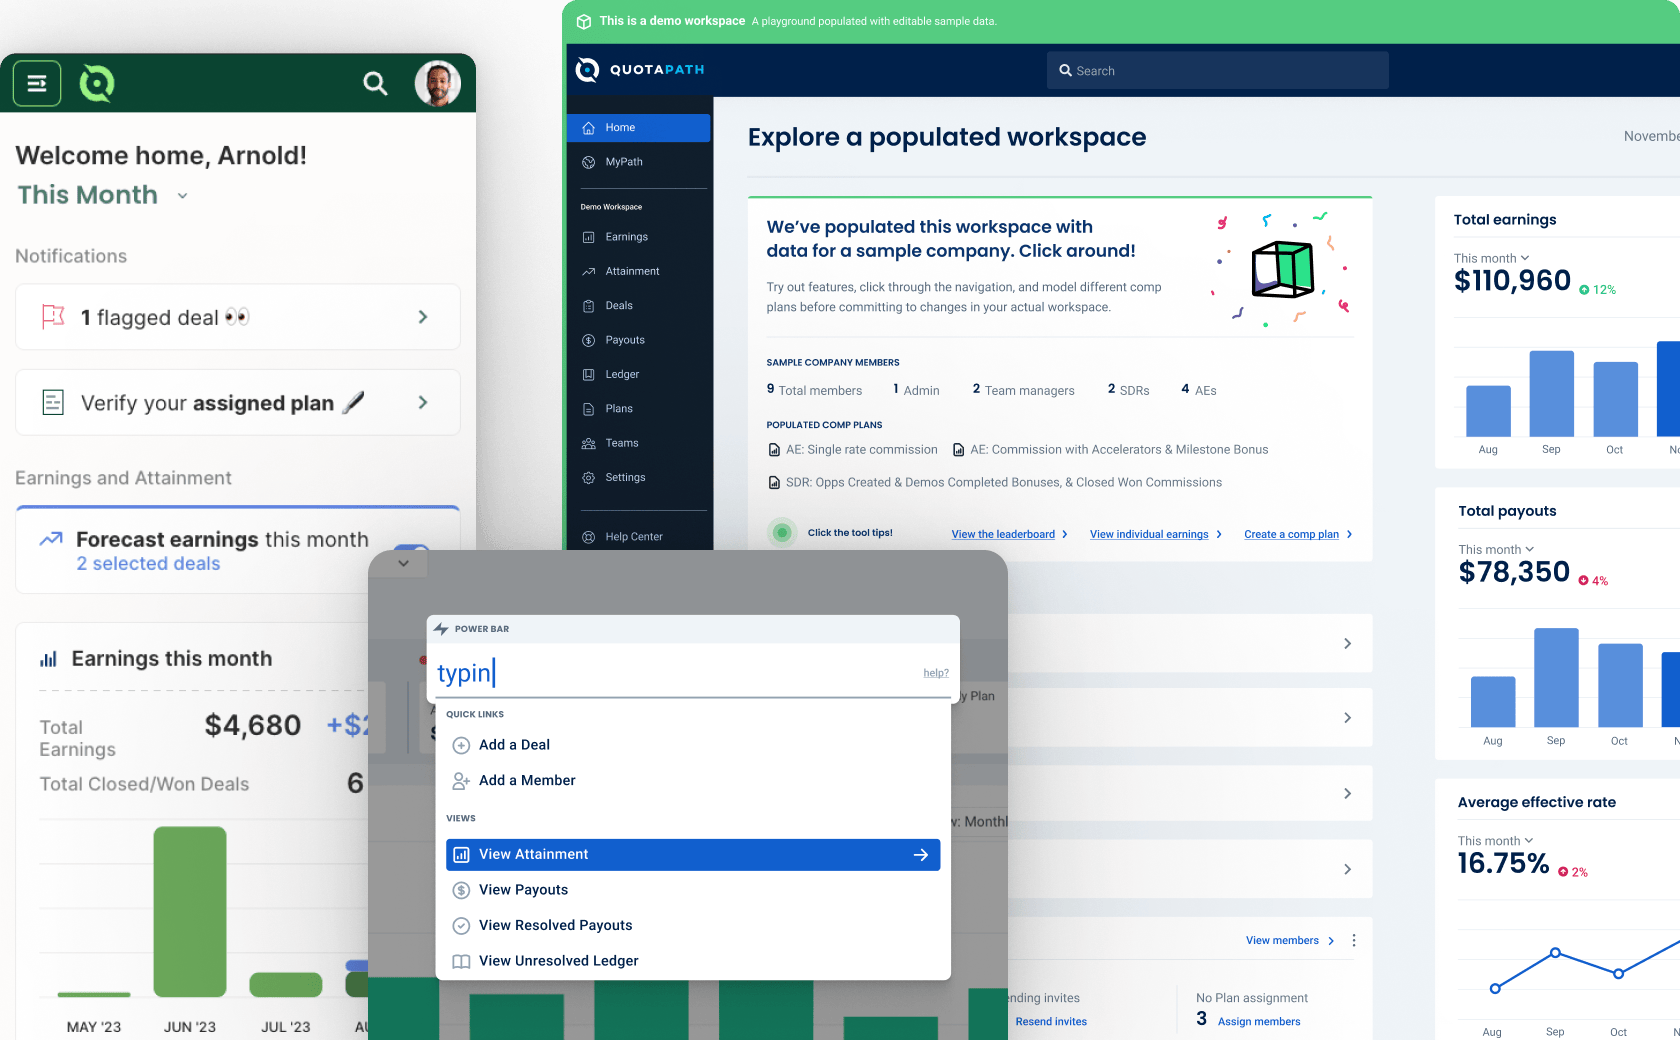 This is a demo workspace A playground populated with editable sample data.
QUOTAPATH
Search
Home
MyPath
Demo Workspace
Earnings
Attainment
Deals
Payouts
Ledger
Plans
Teams
Settings
Help Center
Explore a populated workspace
We’ve populated this workspace with
data for a sample company. Click around!
Try out features, click through the navigation, and model different comp
plans before committing to changes in your actual workspace.
SAMPLE COMPANY MEMBERS
9 Total members 1 Admin 2 Team managers 2 SDRs 4 AEs
POPULATED COMP PLANS
AE: Single rate commission AE: Commission with Accelerators & Milestone Bonus
SDR: Opps Created & Demos Completed Bonuses, & Closed Won Commissions
Click the tool tips! View the leaderboard View individual earnings Create a comp plan
Total earnings
This month
$110,960 12%
Aug Sep Oct
Total payouts
This month
$78,350 4%
Aug Sep Oct
Average effective rate
This month
16.75% 2%
Aug Sep Oct
View members
invites
Resend invites
No Plan assignment
3 Assign members
Welcome home, Arnold!
This Month
Notifications
1 flagged deal 👀
Verify your assigned plan
Earnings and Attainment
Forecast earnings this month
2 selected deals
Earnings this month
Total
Earnings
$4,680
Total Closed/Won Deals 6
MAY '23 JUN '23 JUL '23
POWER BAR
typin
help?
QUICK LINKS
Add a Deal
Add a Member
VIEWS
View Attainment
View Payouts
View Resolved Payouts
View Unresolved Ledger
Plan